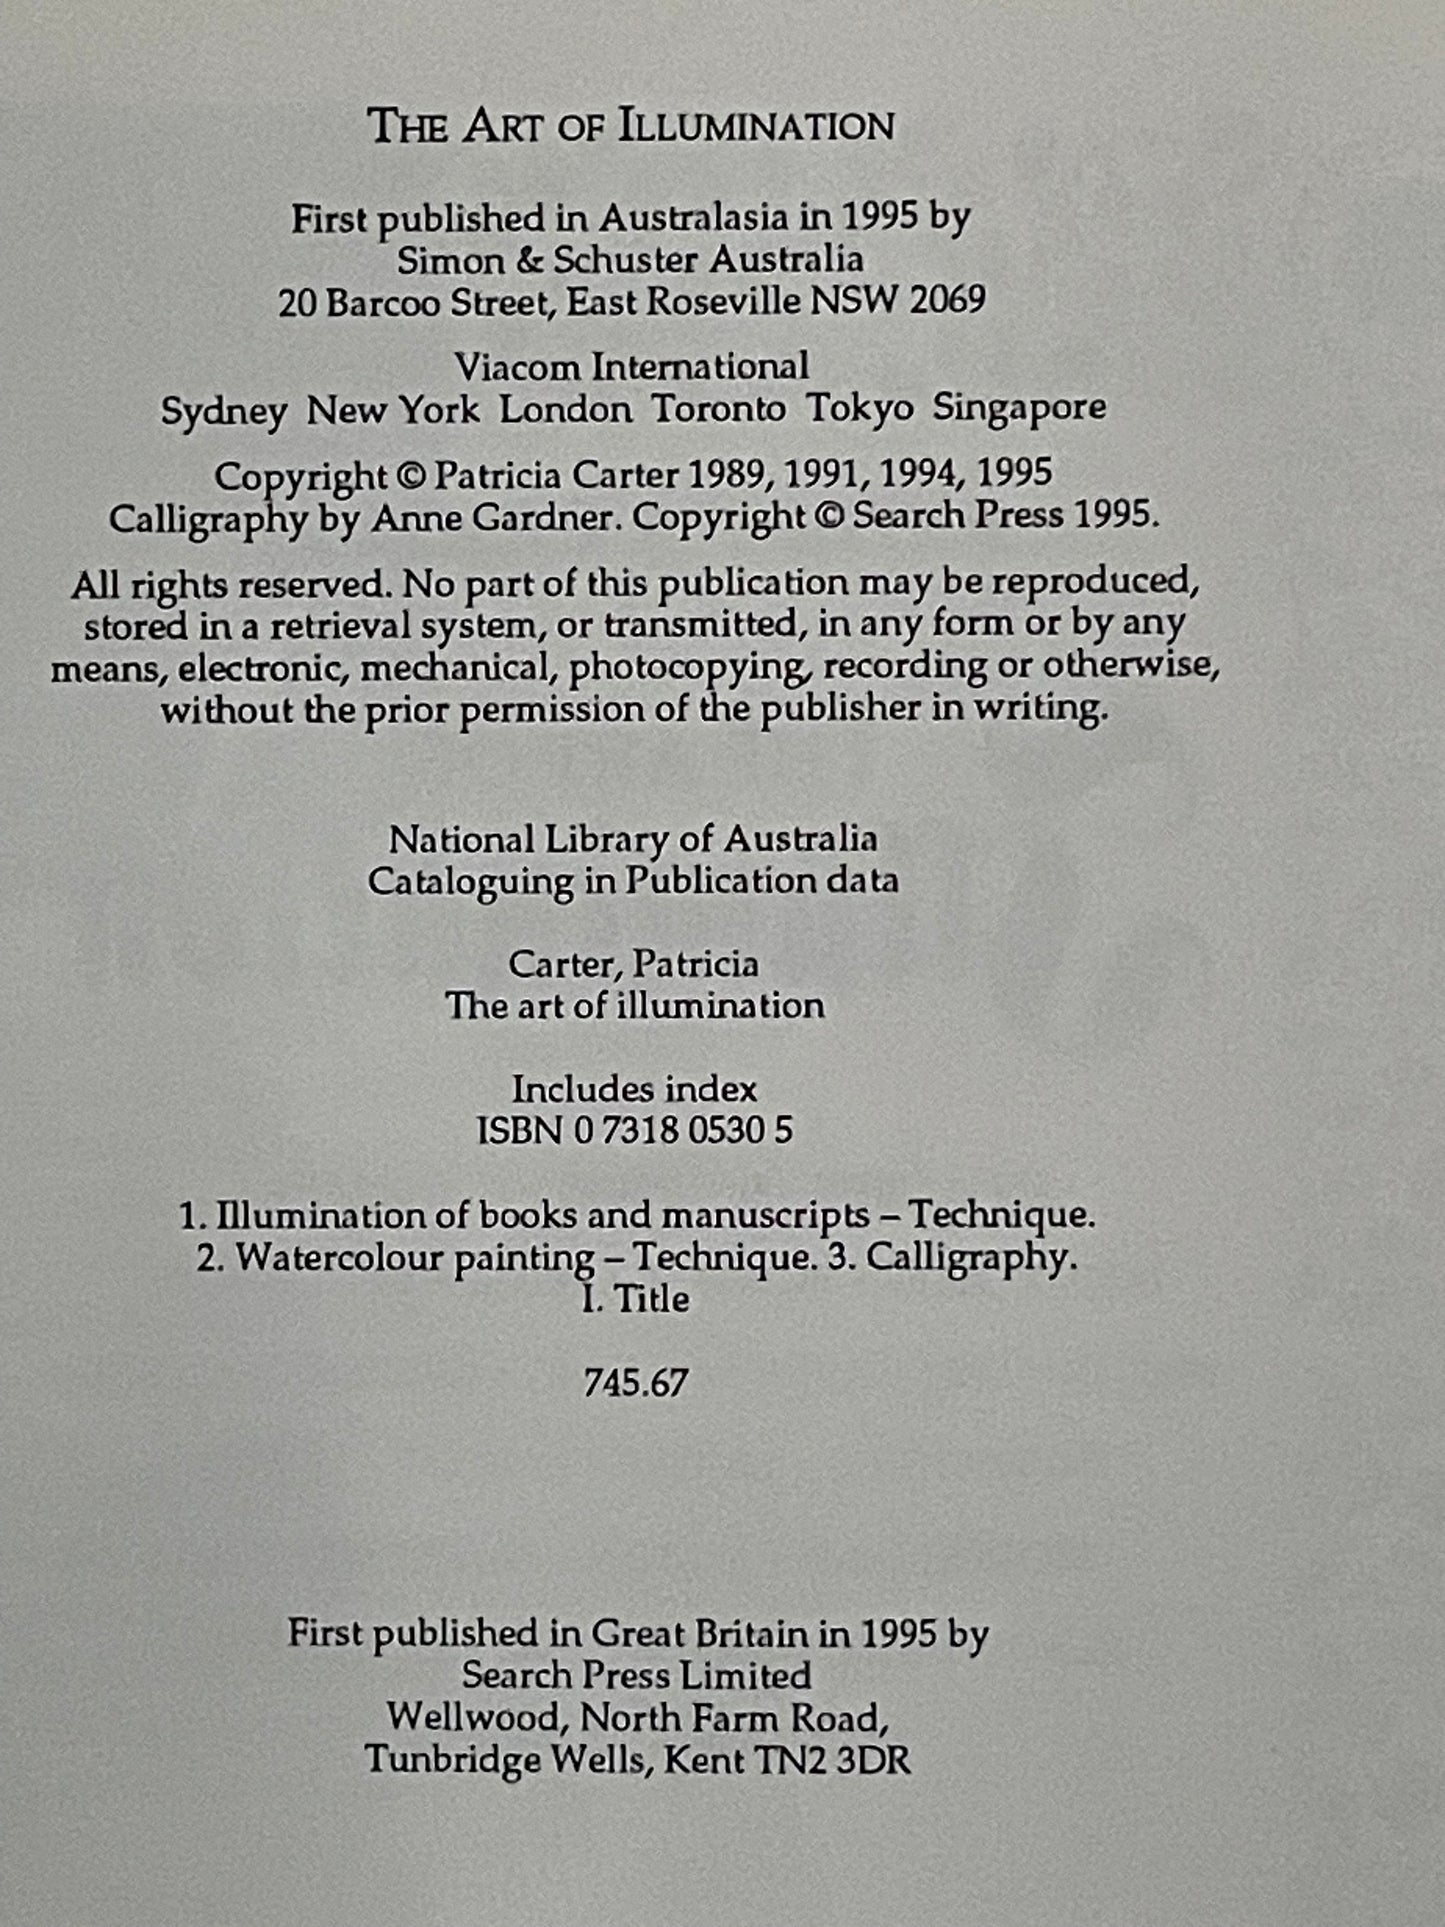 THE ART OF ILLUMINATION
First published in Australasia in 1995 by
Simon & Schuster Australia
20 Barcoo Street, East Roseville NSW 2069
Viacom International
Sydney New York London Toronto Tokyo Singapore
Copyright © Patricia Carter 1989, 1991, 1994, 1995
Calligraphy by Anne Gardner. Copyright © Search Press 1995.
All rights reserved. No part of this publication may be reproduced,
stored in a retrieval system, or transmitted, in any form or by any
means, electronic, mechanical, photocopying, recording or otherwise,
without the prior permission of the publisher in writing.
National Library of Australia
Cataloguing in Publication data
Carter, Patricia
The art of illumination
Includes index
ISBN 0 7318 0530 5
1. Illumination of books and manuscripts – Technique.
2. Watercolour painting – Technique. 3. Calligraphy.
I. Title
745.67
First published in Great Britain in 1995 by
Search Press Limited
Wellwood, North Farm Road,
Tunbridge Wells, Kent TN2 3DR